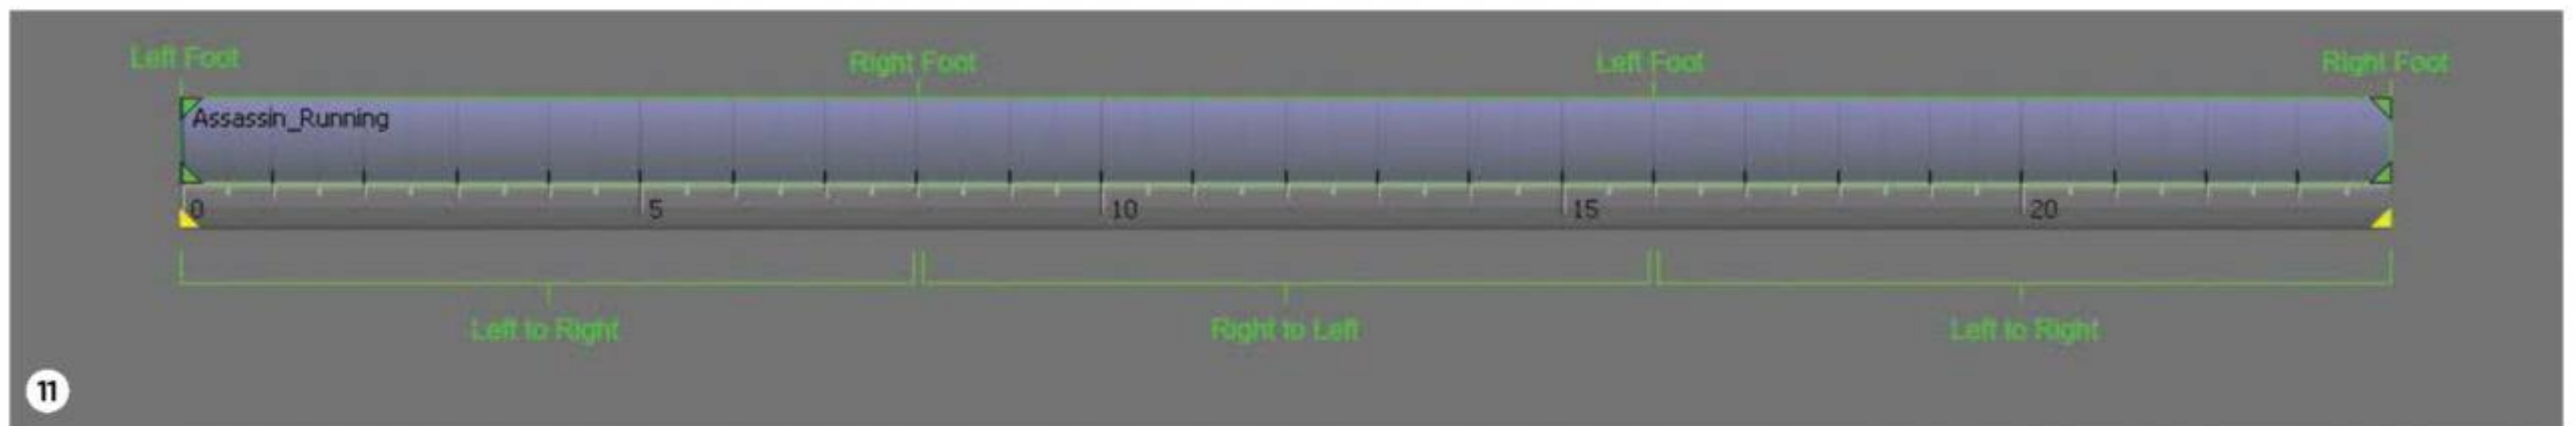 Left Foot
Right Foot
Left Foot
Right Foot
Assassin_Running
0
5
10
15
20
Left to Right
Right to Left
Left to Right
11